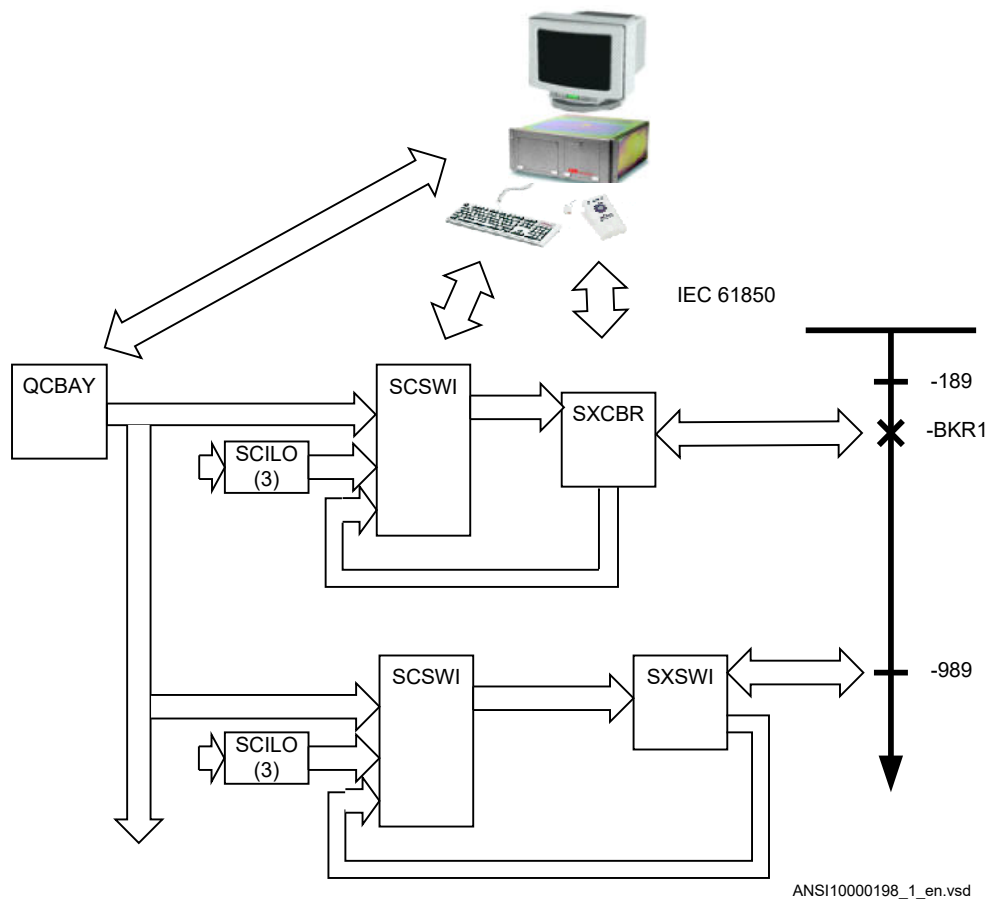 IEC 61850
QCBAY
SCSWI
SXCBR
-189
-BKR1
SCILO
(3)
SCSWI
SXSWI
-989
SCILO
(3)
ANSI10000198_1_en.vsd